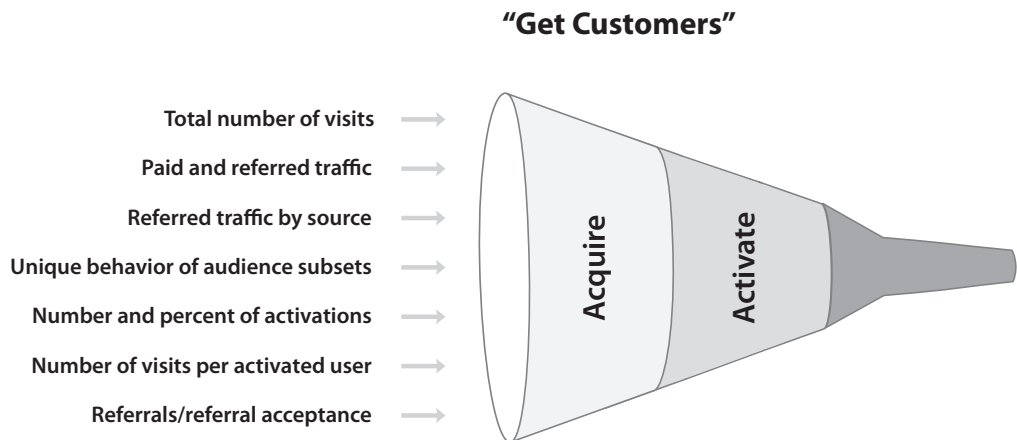 “Get Customers”
Total number of visits
Paid and referred traffic
Referred traffic by source
Unique behavior of audience subsets
Number and percent of activations
Number of visits per activated user
Referrals/referral acceptance
Acquire
Activate